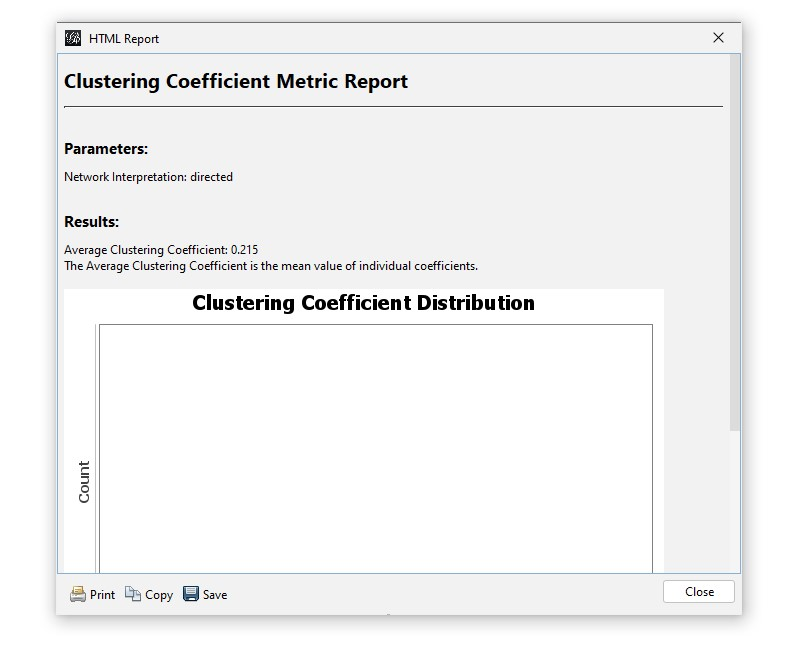 HTML Report
Clustering Coefficient Metric Report
Parameters:
Network Interpretation: directed
Results:
Average Clustering Coefficient: 0.215
The Average Clustering Coefficient is the mean value of individual coefficients.
Clustering Coefficient Distribution
Count
Print Copy Save Close